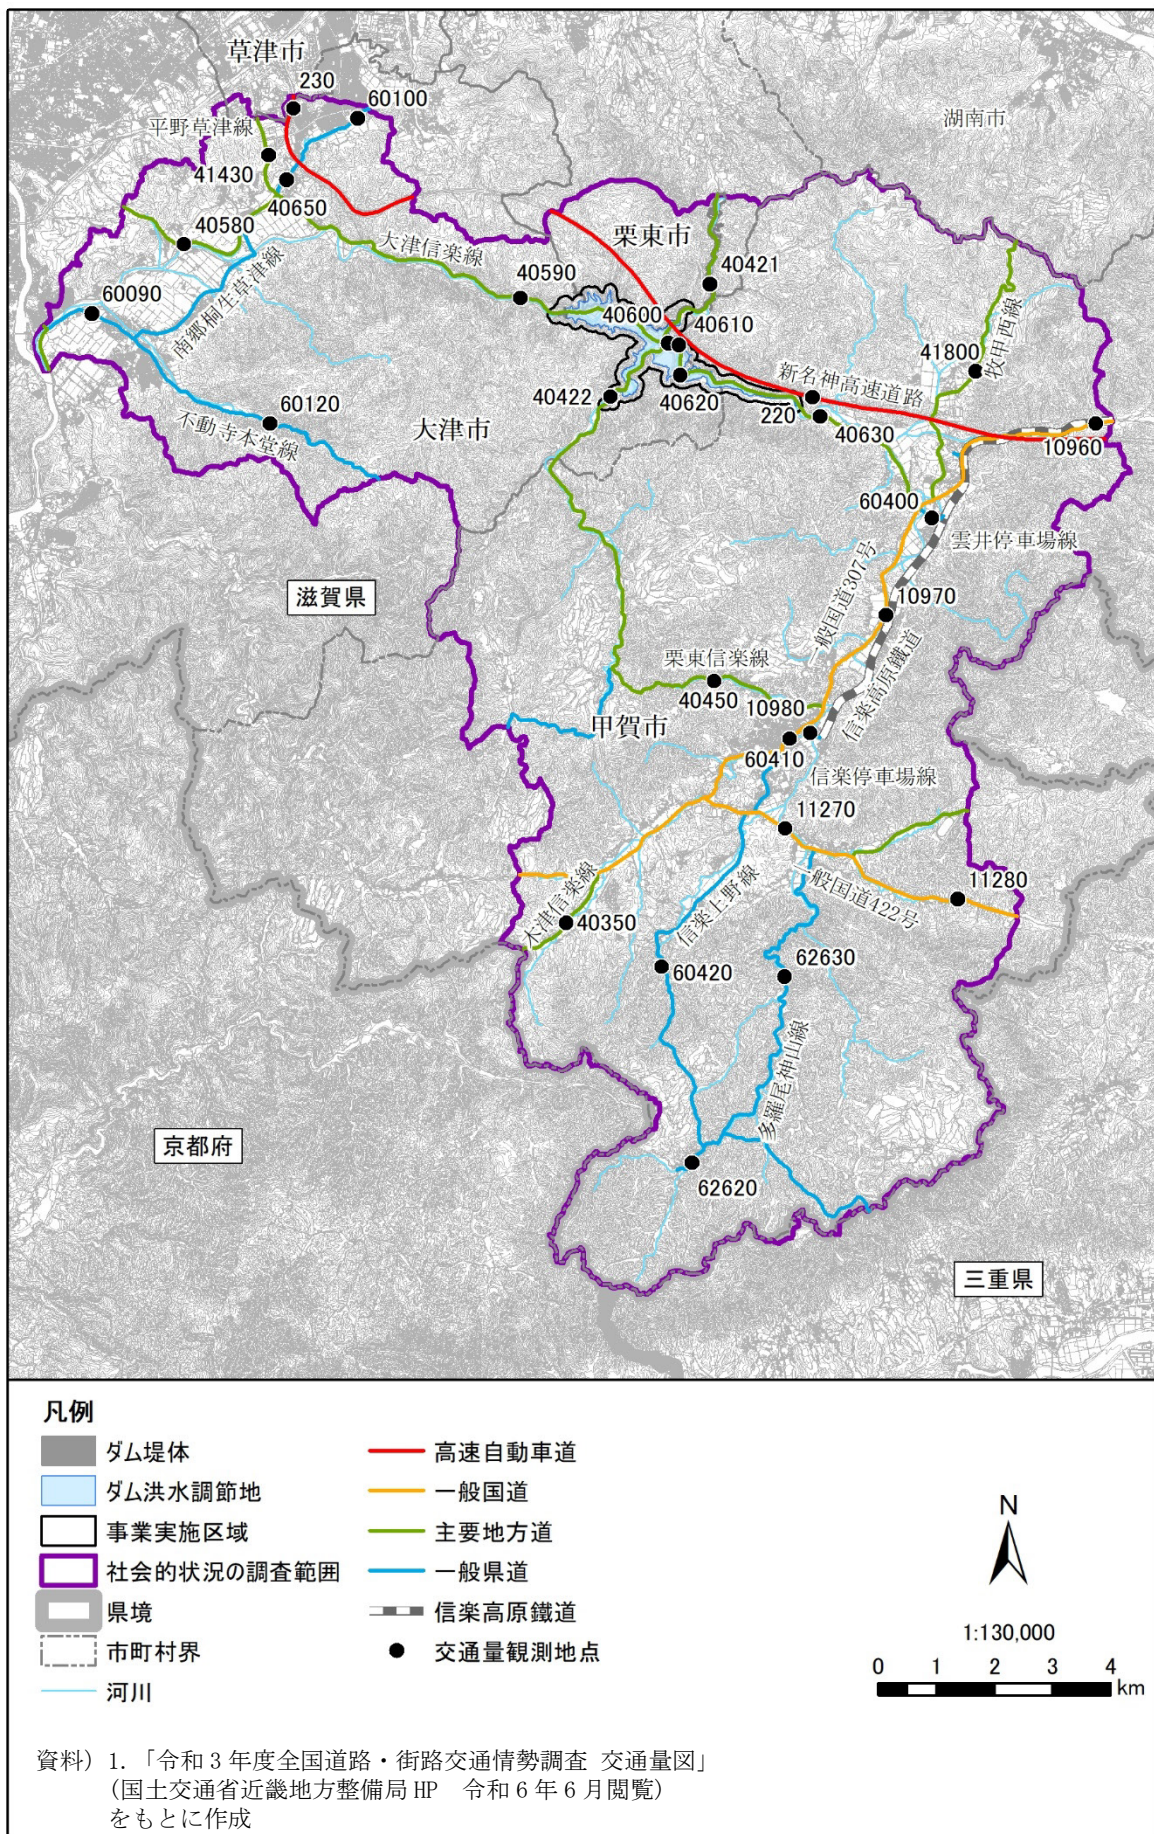 草津市
230
60100
平野草津線
湖南市
41430
40650
40580
栗東市
大津信楽線
40590
40421
60090
南郷桐生草津線
40600
40610
牧甲西線
41800
新名神高速道路
40422
40620
220
40630
60120
大津市
不動寺本堂線
10960
60400
雲井停車場線
一般国道307号
滋賀県
10970
信楽高原鐵道
栗東信楽線
40450
10980
甲賀市
60410
信楽停車場線
11270
一般国道422号
11280
木津信楽線
40350
信楽上野線
60420
62630
多羅尾神山線
京都府
62620
三重県
凡例
ダム堤体
ダム洪水調節地
事業実施区域
社会的状況の調査範囲
県境
市町村界
河川
高速自動車道
一般国道
主要地方道
一般県道
信楽高原鐵道
交通量観測地点
N
1:130,000
0 1 2 3 4
km
資料）1.「令和3年度全国道路・街路交通情勢調査 交通量図」
(国土交通省近畿地方整備局HP 令和6年6月閲覧)
をもとに作成